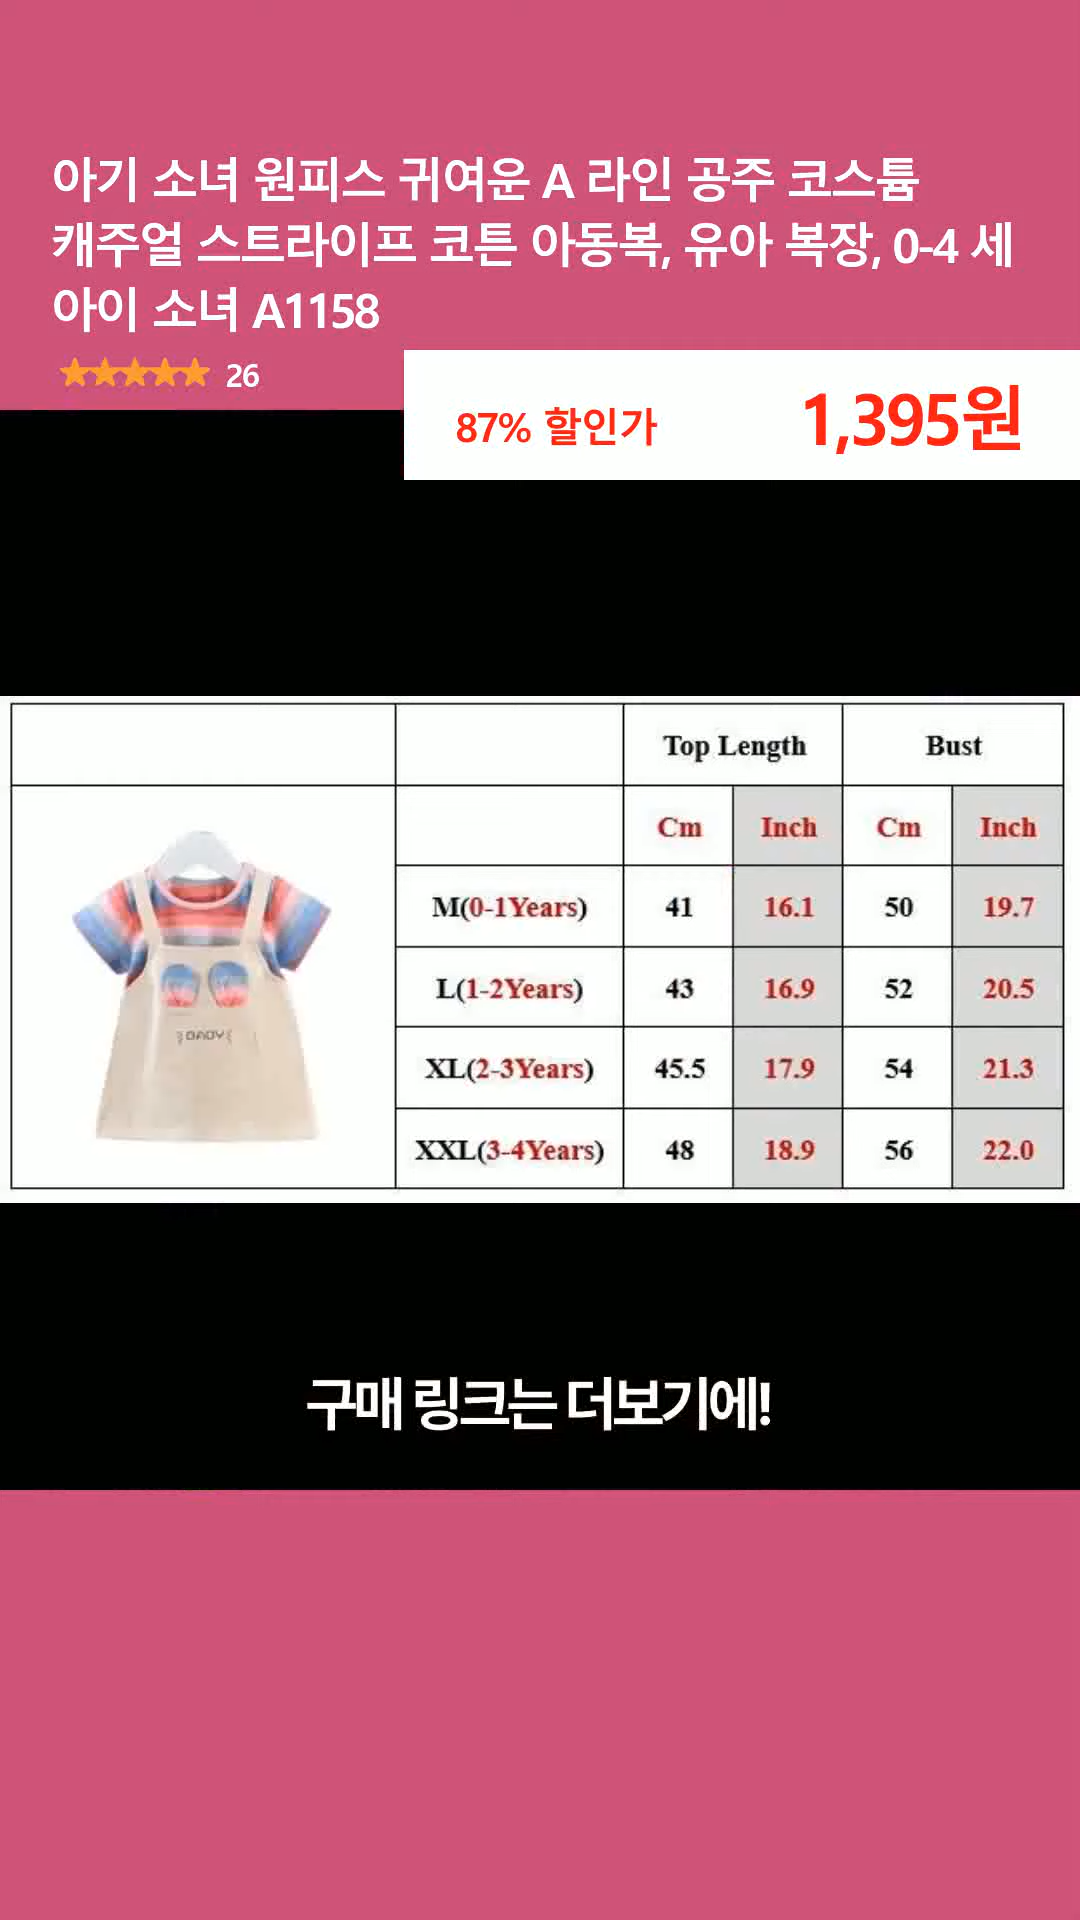 아기 소녀 원피스 귀여운 A 라인 공주 코스튬
캐주얼 스트라이프 코튼 아동복, 유아 복장, 0-4 세
아이 소녀 A1158
26
87% 할인가 1,395원
Top Length Bust
Cm Inch Cm Inch
M(0-1Years) 41 16.1 50 19.7
L(1-2Years) 43 16.9 52 20.5
XL(2-3Years) 45.5 17.9 54 21.3
XXL(3-4Years) 48 18.9 56 22.0
구매 링크는 더보기에!